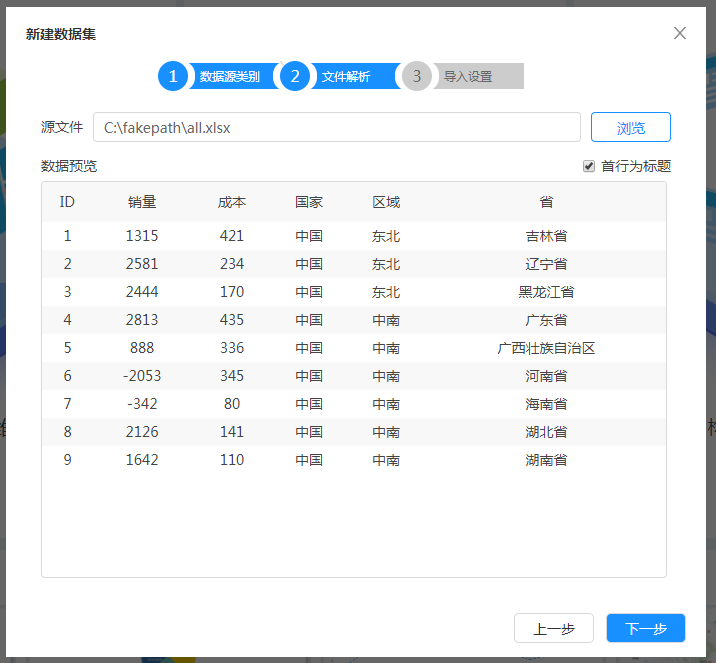 新建数据集
1 数据源类别 2 文件解析 3 导入设置
源文件 C:\fakepath\all.xlsx 浏览
数据预览 首行为标题
ID 销量 成本 国家 区域 省
1 1315 421 中国 东北 吉林省
2 2581 234 中国 东北 辽宁省
3 2444 170 中国 东北 黑龙江省
4 2813 435 中国 中南 广东省
5 888 336 中国 中南 广西壮族自治区
6 -2053 345 中国 中南 河南省
7 -342 80 中国 中南 海南省
8 2126 141 中国 中南 湖北省
9 1642 110 中国 中南 湖南省
上一步 下一步